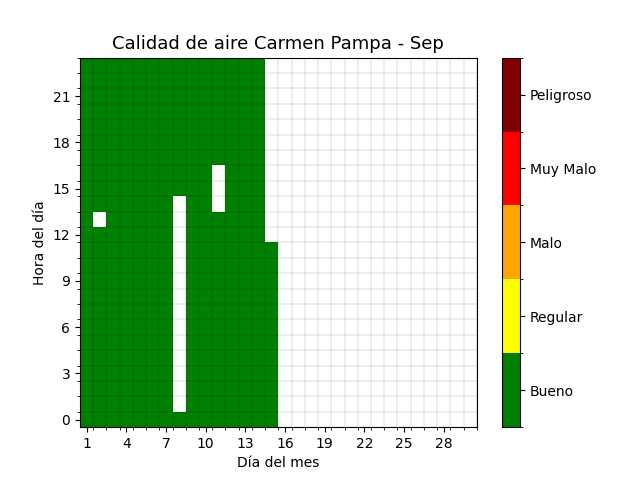 Calidad de aire Carmen Pampa - Sep
21
18
15
12
9
6
3
0
Hora del día
1 4 7 10 13 16 19 22 25 28
Día del mes
Peligroso
Muy Malo
Malo
Regular
Bueno